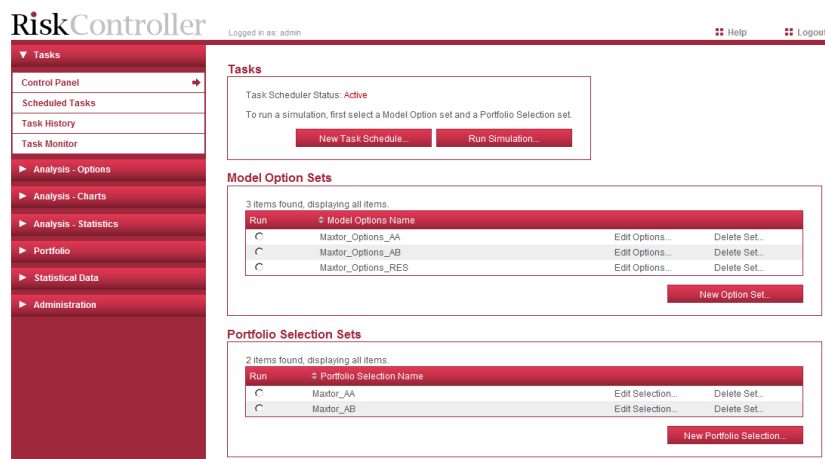 RiskController
Logged in as: admin
Help
Logout
Tasks
Control Panel
Scheduled Tasks
Task History
Task Monitor
Analysis - Options
Analysis - Charts
Analysis - Statistics
Portfolio
Statistical Data
Administration
Tasks
Task Scheduler Status: Active
To run a simulation, first select a Model Option set and a Portfolio Selection set.
New Task Schedule... Run Simulation...
Model Option Sets
3 items found, displaying all items.
Run Model Options Name
Maxtor_Options_AA Edit Options... Delete Set...
Maxtor_Options_AB Edit Options... Delete Set...
Maxtor_Options_RES Edit Options... Delete Set...
New Option Set...
Portfolio Selection Sets
2 items found, displaying all items.
Run Portfolio Selection Name
Maxtor_AA Edit Selection... Delete Set...
Maxtor_AB Edit Selection... Delete Set...
New Portfolio Selection...